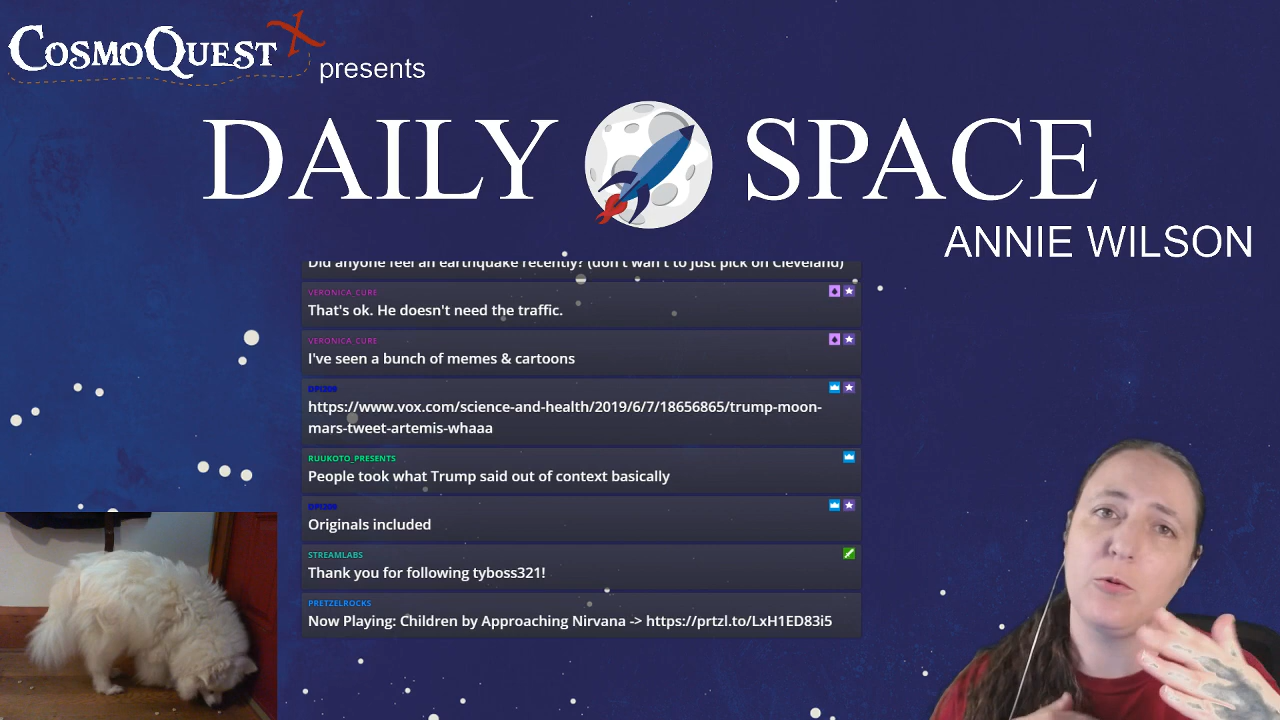 COSMOQUEST X
presents
DAILY SPACE
ANNIE WILSON
Did anyone feel an earthquake recently? (don't want to just pick on Cleveland)
VERONICA_CURE
That's ok. He doesn't need the traffic.
VERONICA_CURE
I've seen a bunch of memes & cartoons
DPI209
https://www.vox.com/science-and-health/2019/6/7/18656865/trump-moon-
mars-tweet-artemis-whaaa
RUUKOTO_PRESENTS
People took what Trump said out of context basically
DPI209
Originals included
STREAMLABS
Thank you for following tyboss321!
PRETZELROCKS
Now Playing: Children by Approaching Nirvana -> https://prtzl.to/LxH1ED83i5